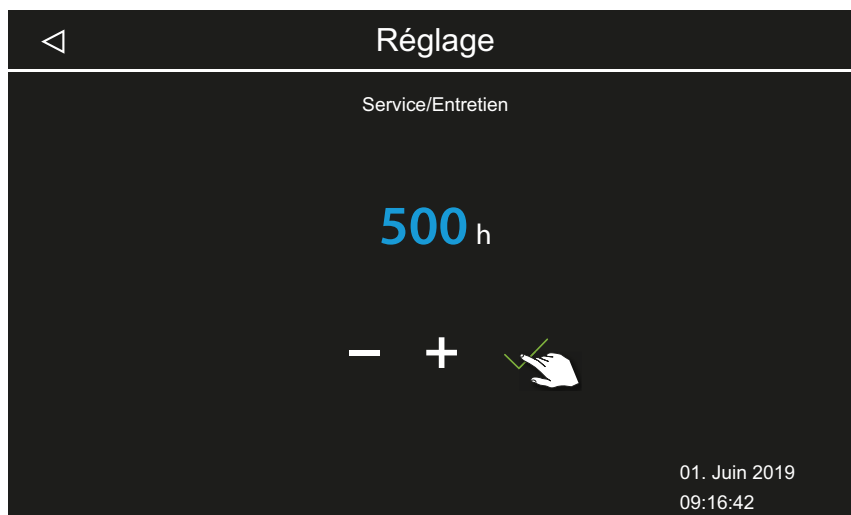 Réglage
Service/Entretien
500 h
01. Juin 2019
09:16:42